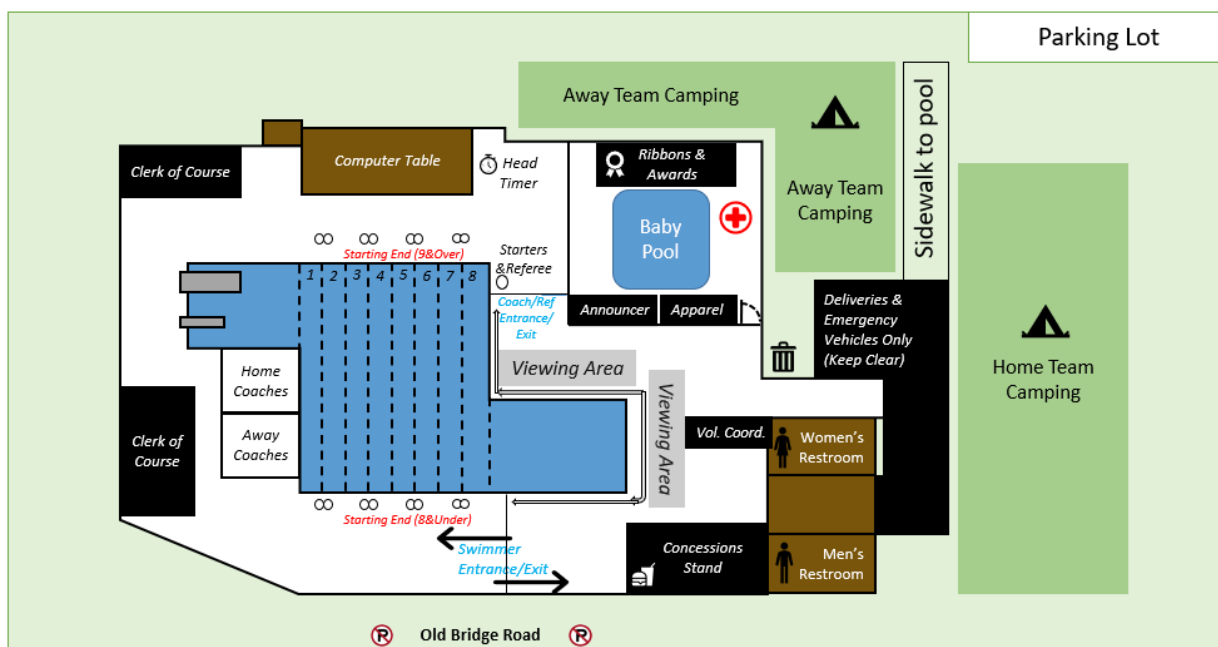 Parking Lot
Away Team Camping
Sidewalk to pool
Computer Table
Clerk of Course
Head
Timer
Ribbons &
Awards
Away Team
Camping
Baby
Pool
Starting End (9&Over)
Starters
&Referee
1 2 3 4 5 6 7 8
Coach/Ref
Entrance/
Exit
Announcer
Apparel
Deliveries &
Emergency
Vehicles Only
(Keep Clear)
Home Team
Camping
Viewing Area
Viewing Area
Home
Coaches
Away
Coaches
Clerk of
Course
Vol. Coord.
Women's
Restroom
Starting End (8&Under)
Swimmer
Entrance/Exit
Concessions
Stand
Men's
Restroom
P
Old Bridge Road
P